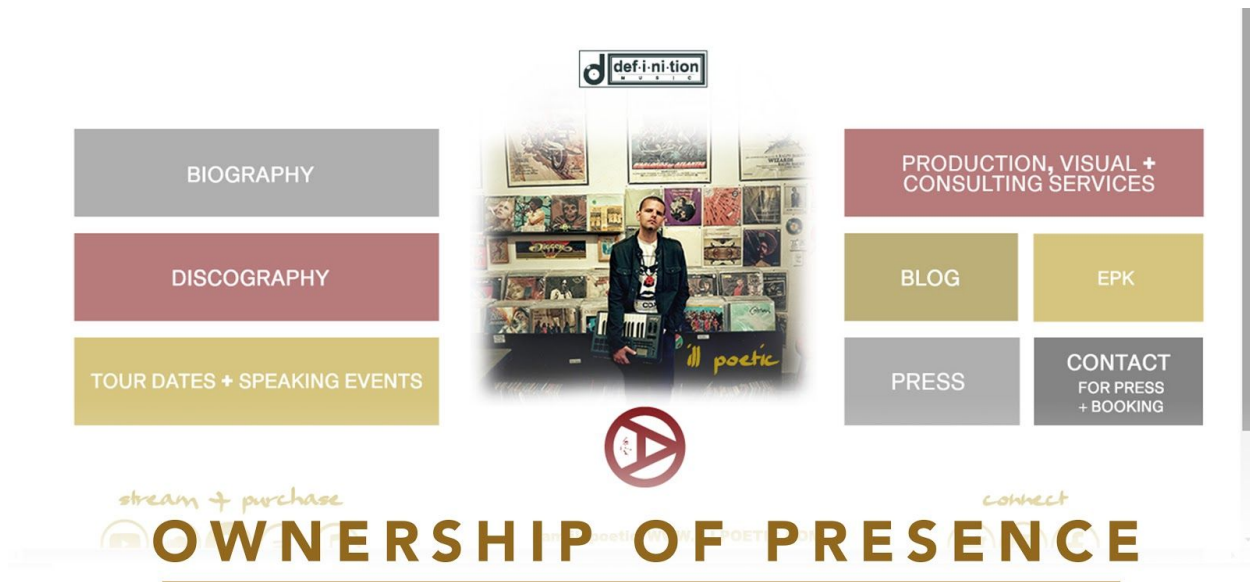 def·i·ni·tion
MUSIC
BIOGRAPHY
DISCOGRAPHY
TOUR DATES + SPEAKING EVENTS
ill poetic
PRODUCTION, VISUAL +
CONSULTING SERVICES
BLOG
EPK
PRESS
CONTACT
FOR PRESS
+ BOOKING
stream + purchase
connect
OWNERSHIP OF PRESENCE